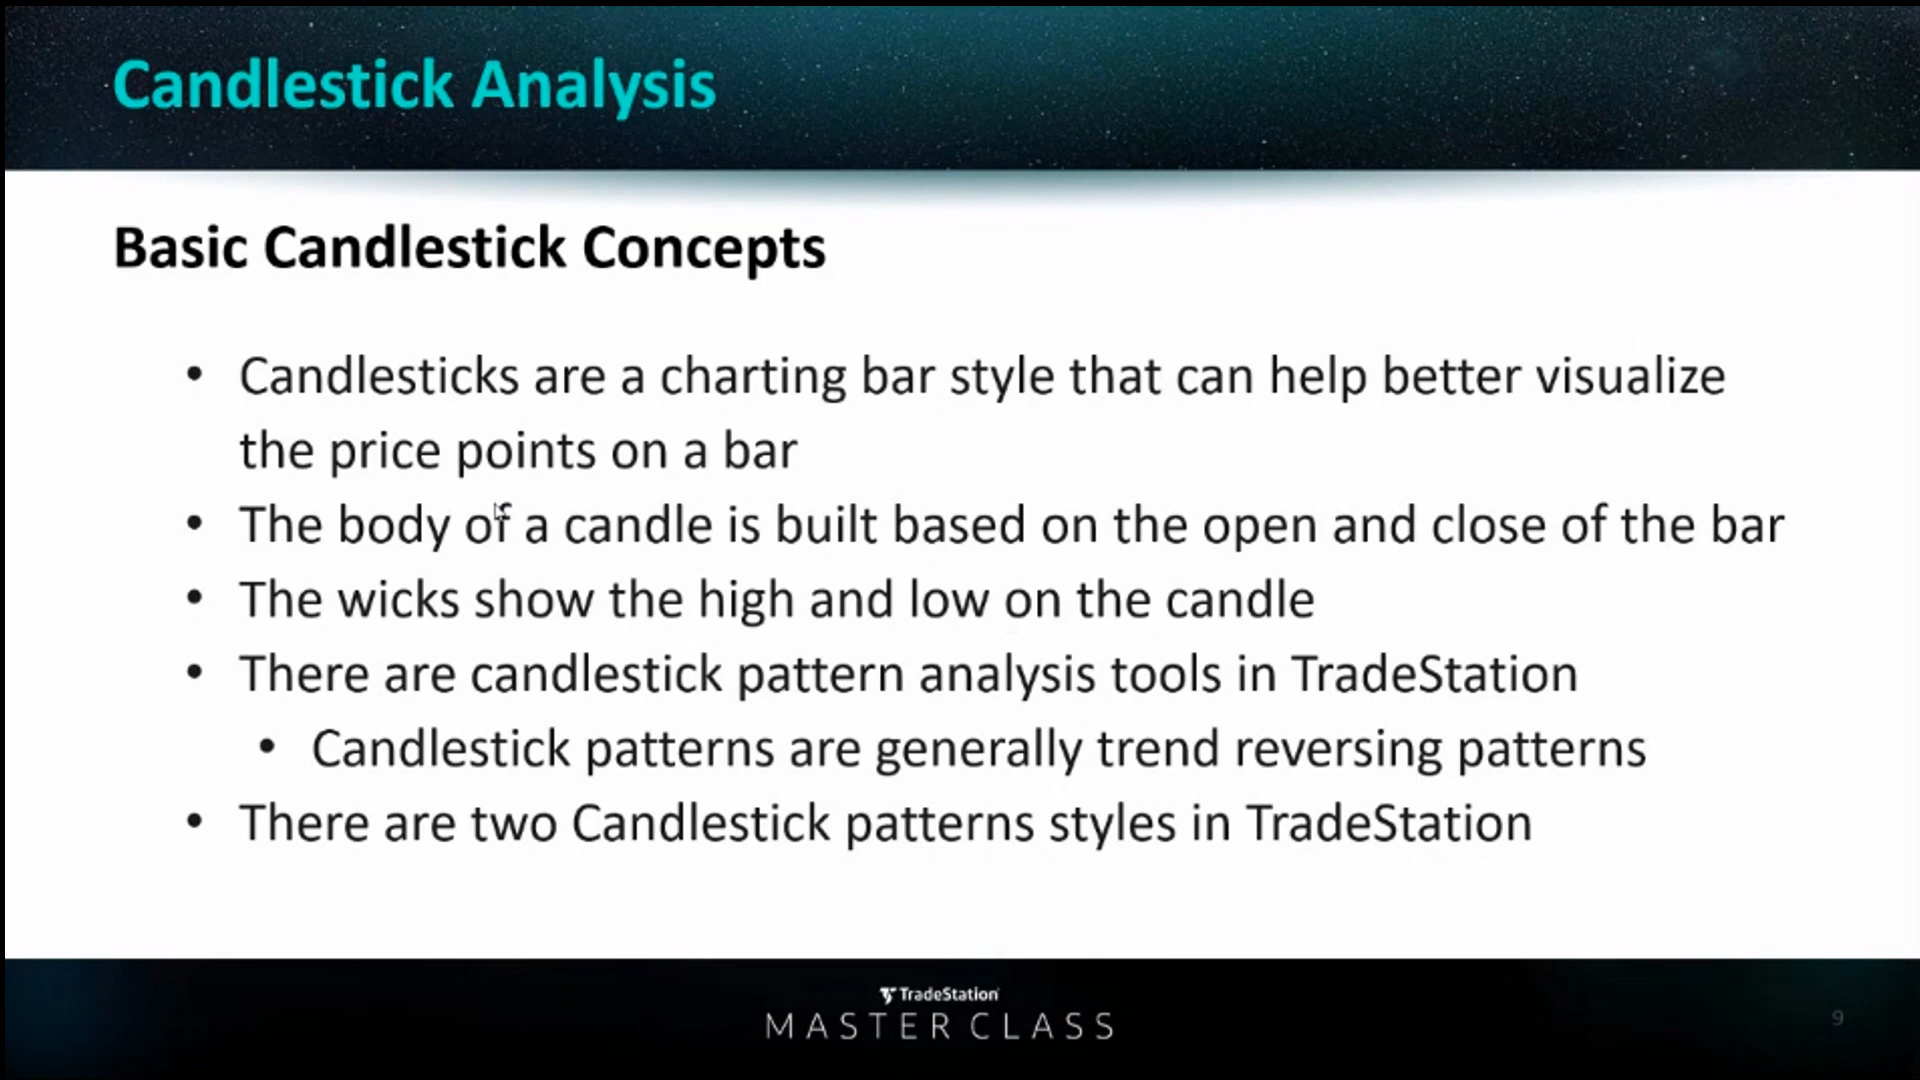 Candlestick Analysis
Basic Candlestick Concepts
• Candlesticks are a charting bar style that can help better visualize
the price points on a bar
• The body of a candle is built based on the open and close of the bar
• The wicks show the high and low on the candle
• There are candlestick pattern analysis tools in TradeStation
• Candlestick patterns are generally trend reversing patterns
• There are two Candlestick patterns styles in TradeStation
TradeStation
MASTER CLASS
9